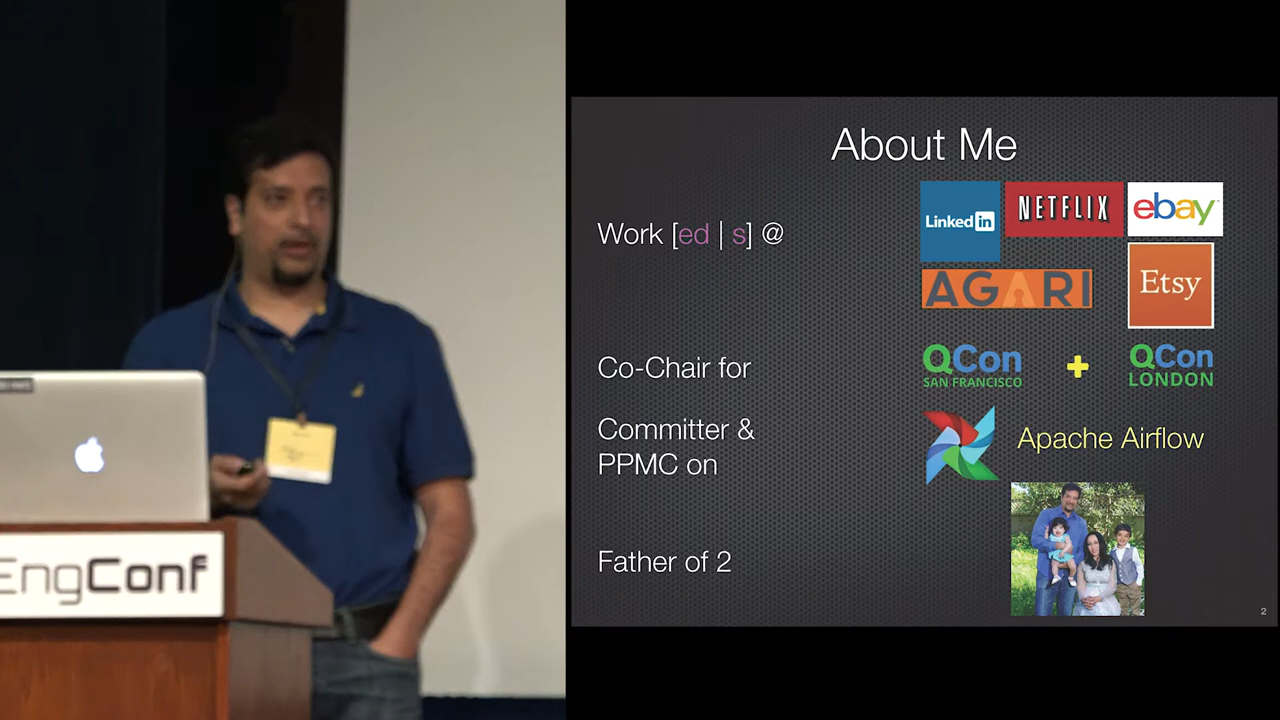 About Me
Work [ed | s] @
LinkedIn
NETFLIX
ebay
AGARI
Etsy
Co-Chair for
QCon
SAN FRANCISCO
+
QCon
LONDON
Committer &
PPMC on
Apache Airflow
Father of 2
2
EngConf